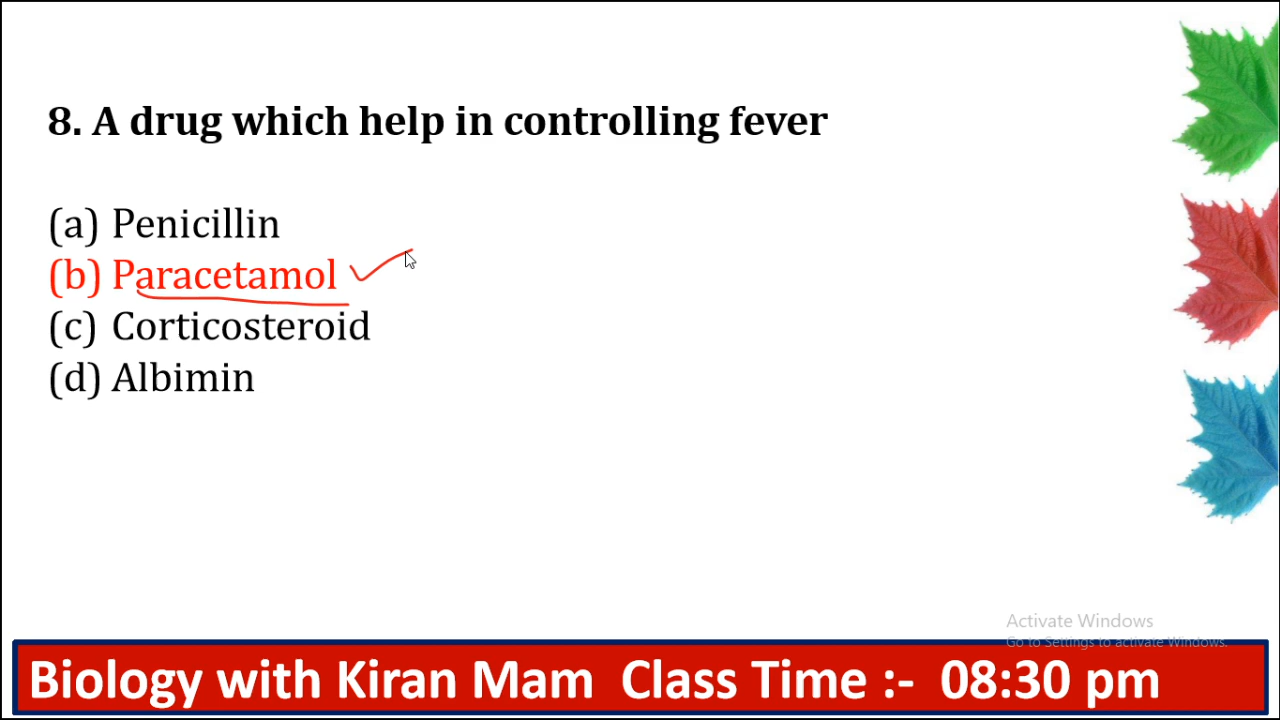 8. A drug which help in controlling fever
(a) Penicillin
(b) Paracetamol
(c) Corticosteroid
(d) Albimin
Activate Windows
Go to Settings to activate Windows.
Biology with Kiran Mam Class Time :- 08:30 pm